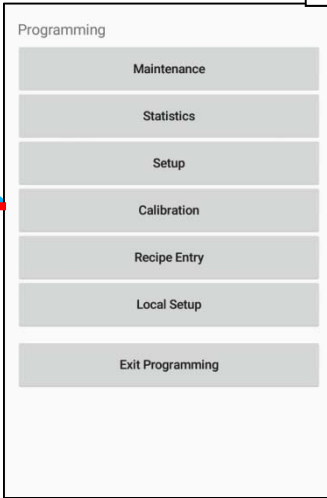 Programming
Maintenance
Statistics
Setup
Calibration
Recipe Entry
Local Setup
Exit Programming